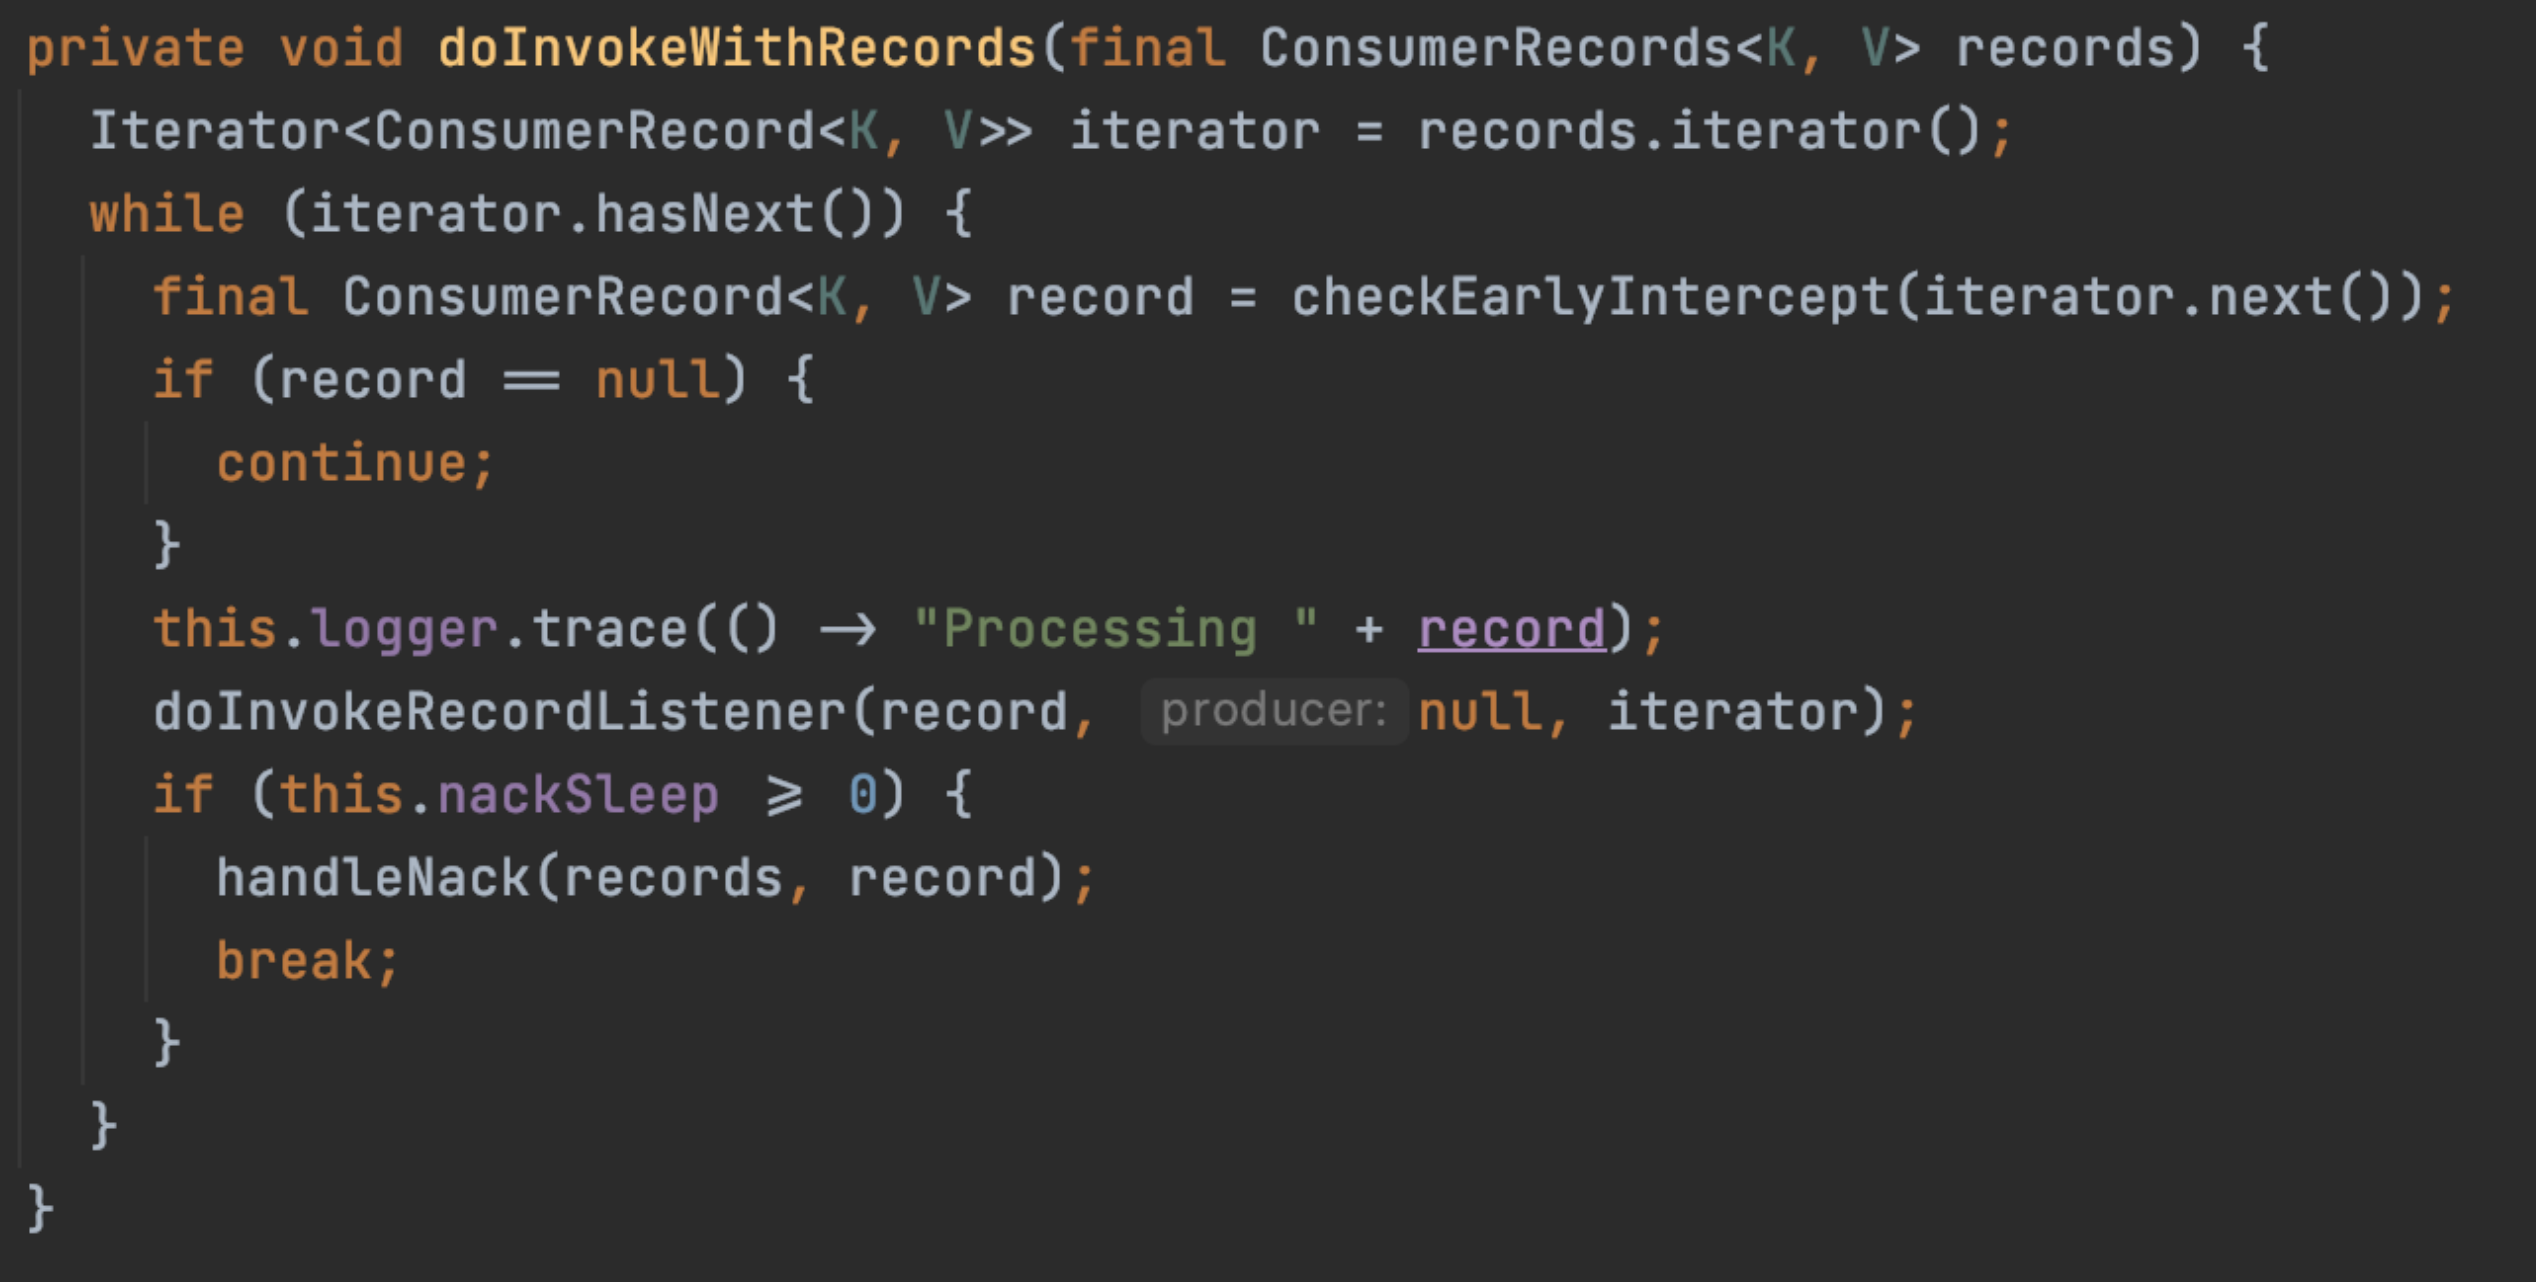 private void doInvokeWithRecords(final ConsumerRecords<K, V> records) {
Iterator<ConsumerRecord<K, V>> iterator = records.iterator();
while (iterator.hasNext()) {
final ConsumerRecord<K, V> record = checkEarlyIntercept(iterator.next());
if (record == null) {
continue;
}
this.logger.trace(() -> "Processing " + record);
doInvokeRecordListener(record, producer: null, iterator);
if (this.nackSleep >= 0) {
handleNack(records, record);
break;
}
}
}